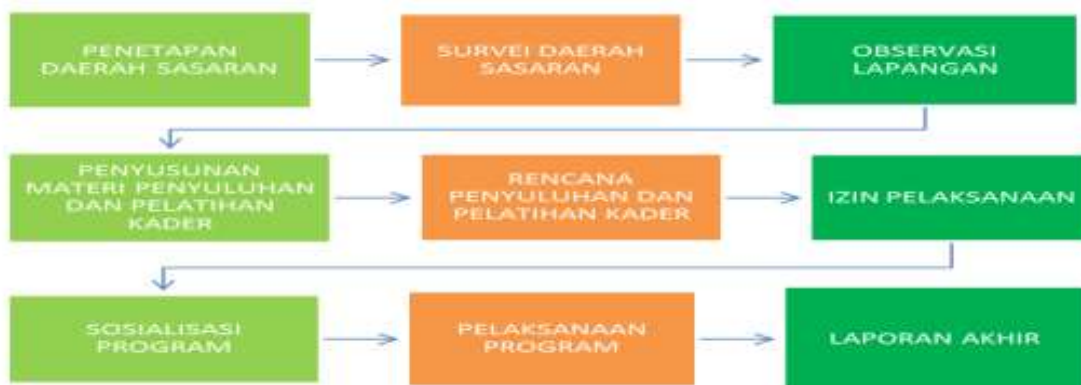 PENETAPAN
DAERAH SASARAN
SURVEI DAERAH
SASARAN
OBSERVASI
LAPANGAN
PENYUSUNAN
MATERI PENYULUHAN
DAN PELATIHAN
KADER
RENCANA
PENYULUHAN DAN
PELATIHAN KADER
IZIN PELAKSANAAN
SOSIALISASI
PROGRAM
PELAKSANAAN
PROGRAM
LAPORAN AKHIR